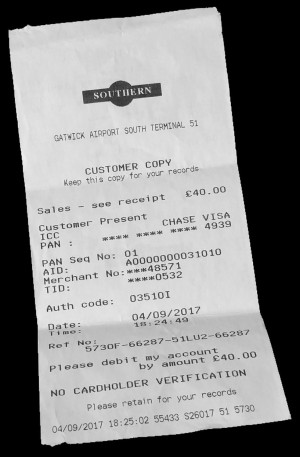 SOUTHERN
GATWICK AIRPORT SOUTH TERMINAL 51
CUSTOMER COPY
Keep this copy for your records
Sales - see receipt £40.00
Customer Present
ICC CHASE VISA
PAN : **** **** **** 4939
PAN Seq No: 01
AID: A0000000031010
Merchant No:***48571
TID: ****0532
Auth code: 03510I
Date: 04/09/2017
Time: 18:24:49
Ref No:
5730F-66287-51LU2-66287
Please debit my account
by amount £40.00
NO CARDHOLDER VERIFICATION
Please retain for your records
04/09/2017 18:25:02 55433 S26017 51 5730